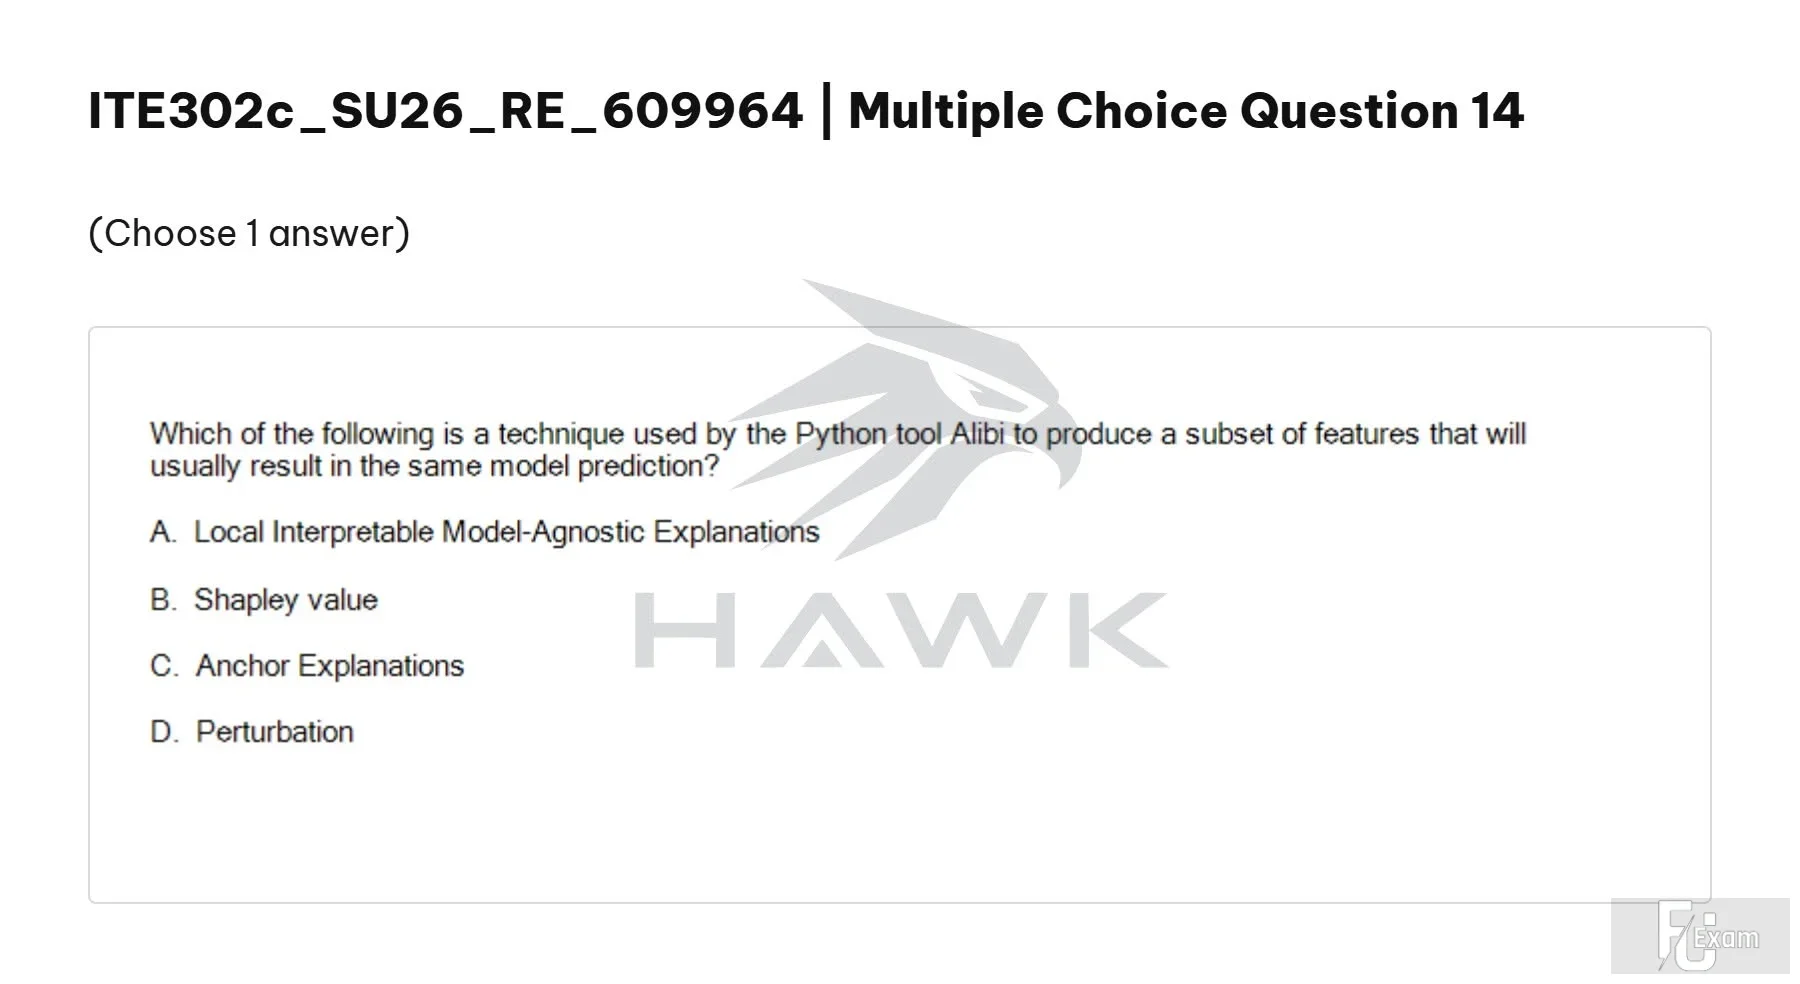 ITE302c_SU26_RE_609964 | Multiple Choice Question 14
(Choose 1 answer)
Which of the following is a technique used by the Python tool Alibi to produce a subset of features that will
usually result in the same model prediction?
A. Local Interpretable Model-Agnostic Explanations
B. Shapley value
C. Anchor Explanations
D. Perturbation
HAWK
FU Exam